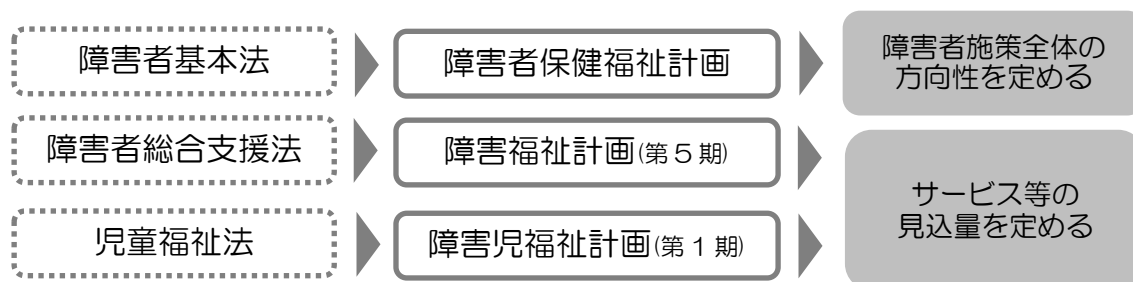 障害者基本法
障害者保健福祉計画
障害者施策全体の
方向性を定める
障害者総合支援法
障害福祉計画(第5期)
児童福祉法
障害児福祉計画(第1期)
サービス等の
見込量を定める